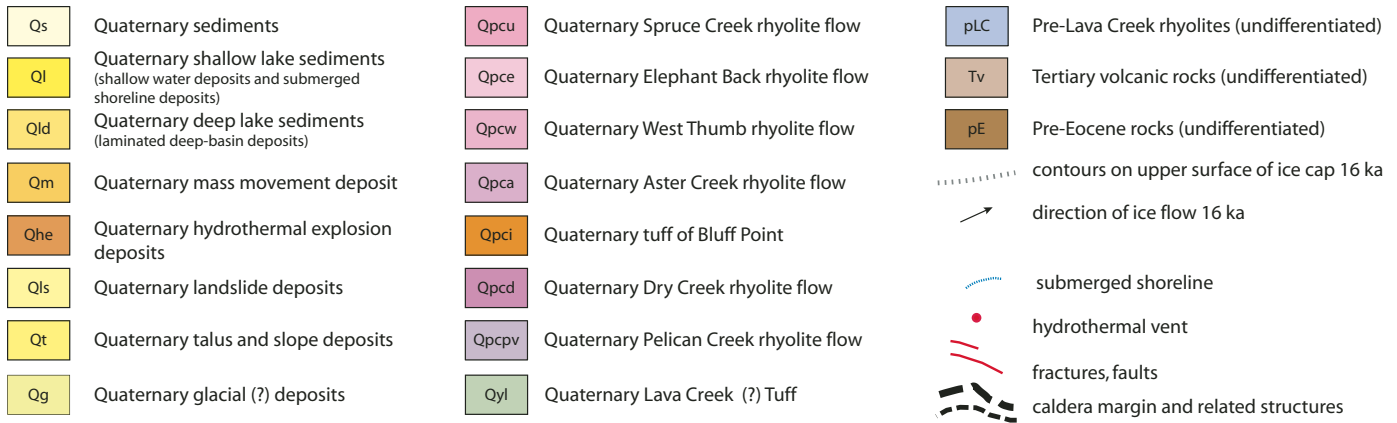 Qs Quaternary sediments
Ql Quaternary shallow lake sediments
(shallow water deposits and submerged
shoreline deposits)
Qld Quaternary deep lake sediments
(laminated deep-basin deposits)
Qm Quaternary mass movement deposit
Qhe Quaternary hydrothermal explosion
deposits
Qls Quaternary landslide deposits
Qt Quaternary talus and slope deposits
Qg Quaternary glacial (?) deposits
Qpcu Quaternary Spruce Creek rhyolite flow
Qpce Quaternary Elephant Back rhyolite flow
Qpcw Quaternary West Thumb rhyolite flow
Qpca Quaternary Aster Creek rhyolite flow
Qpci Quaternary tuff of Bluff Point
Qpcd Quaternary Dry Creek rhyolite flow
Qpcpv Quaternary Pelican Creek rhyolite flow
Qyl Quaternary Lava Creek (?) Tuff
pLC Pre-Lava Creek rhyolites (undifferentiated)
Tv Tertiary volcanic rocks (undifferentiated)
pE Pre-Eocene rocks (undifferentiated)
contours on upper surface of ice cap 16 ka
direction of ice flow 16 ka
submerged shoreline
hydrothermal vent
fractures, faults
caldera margin and related structures